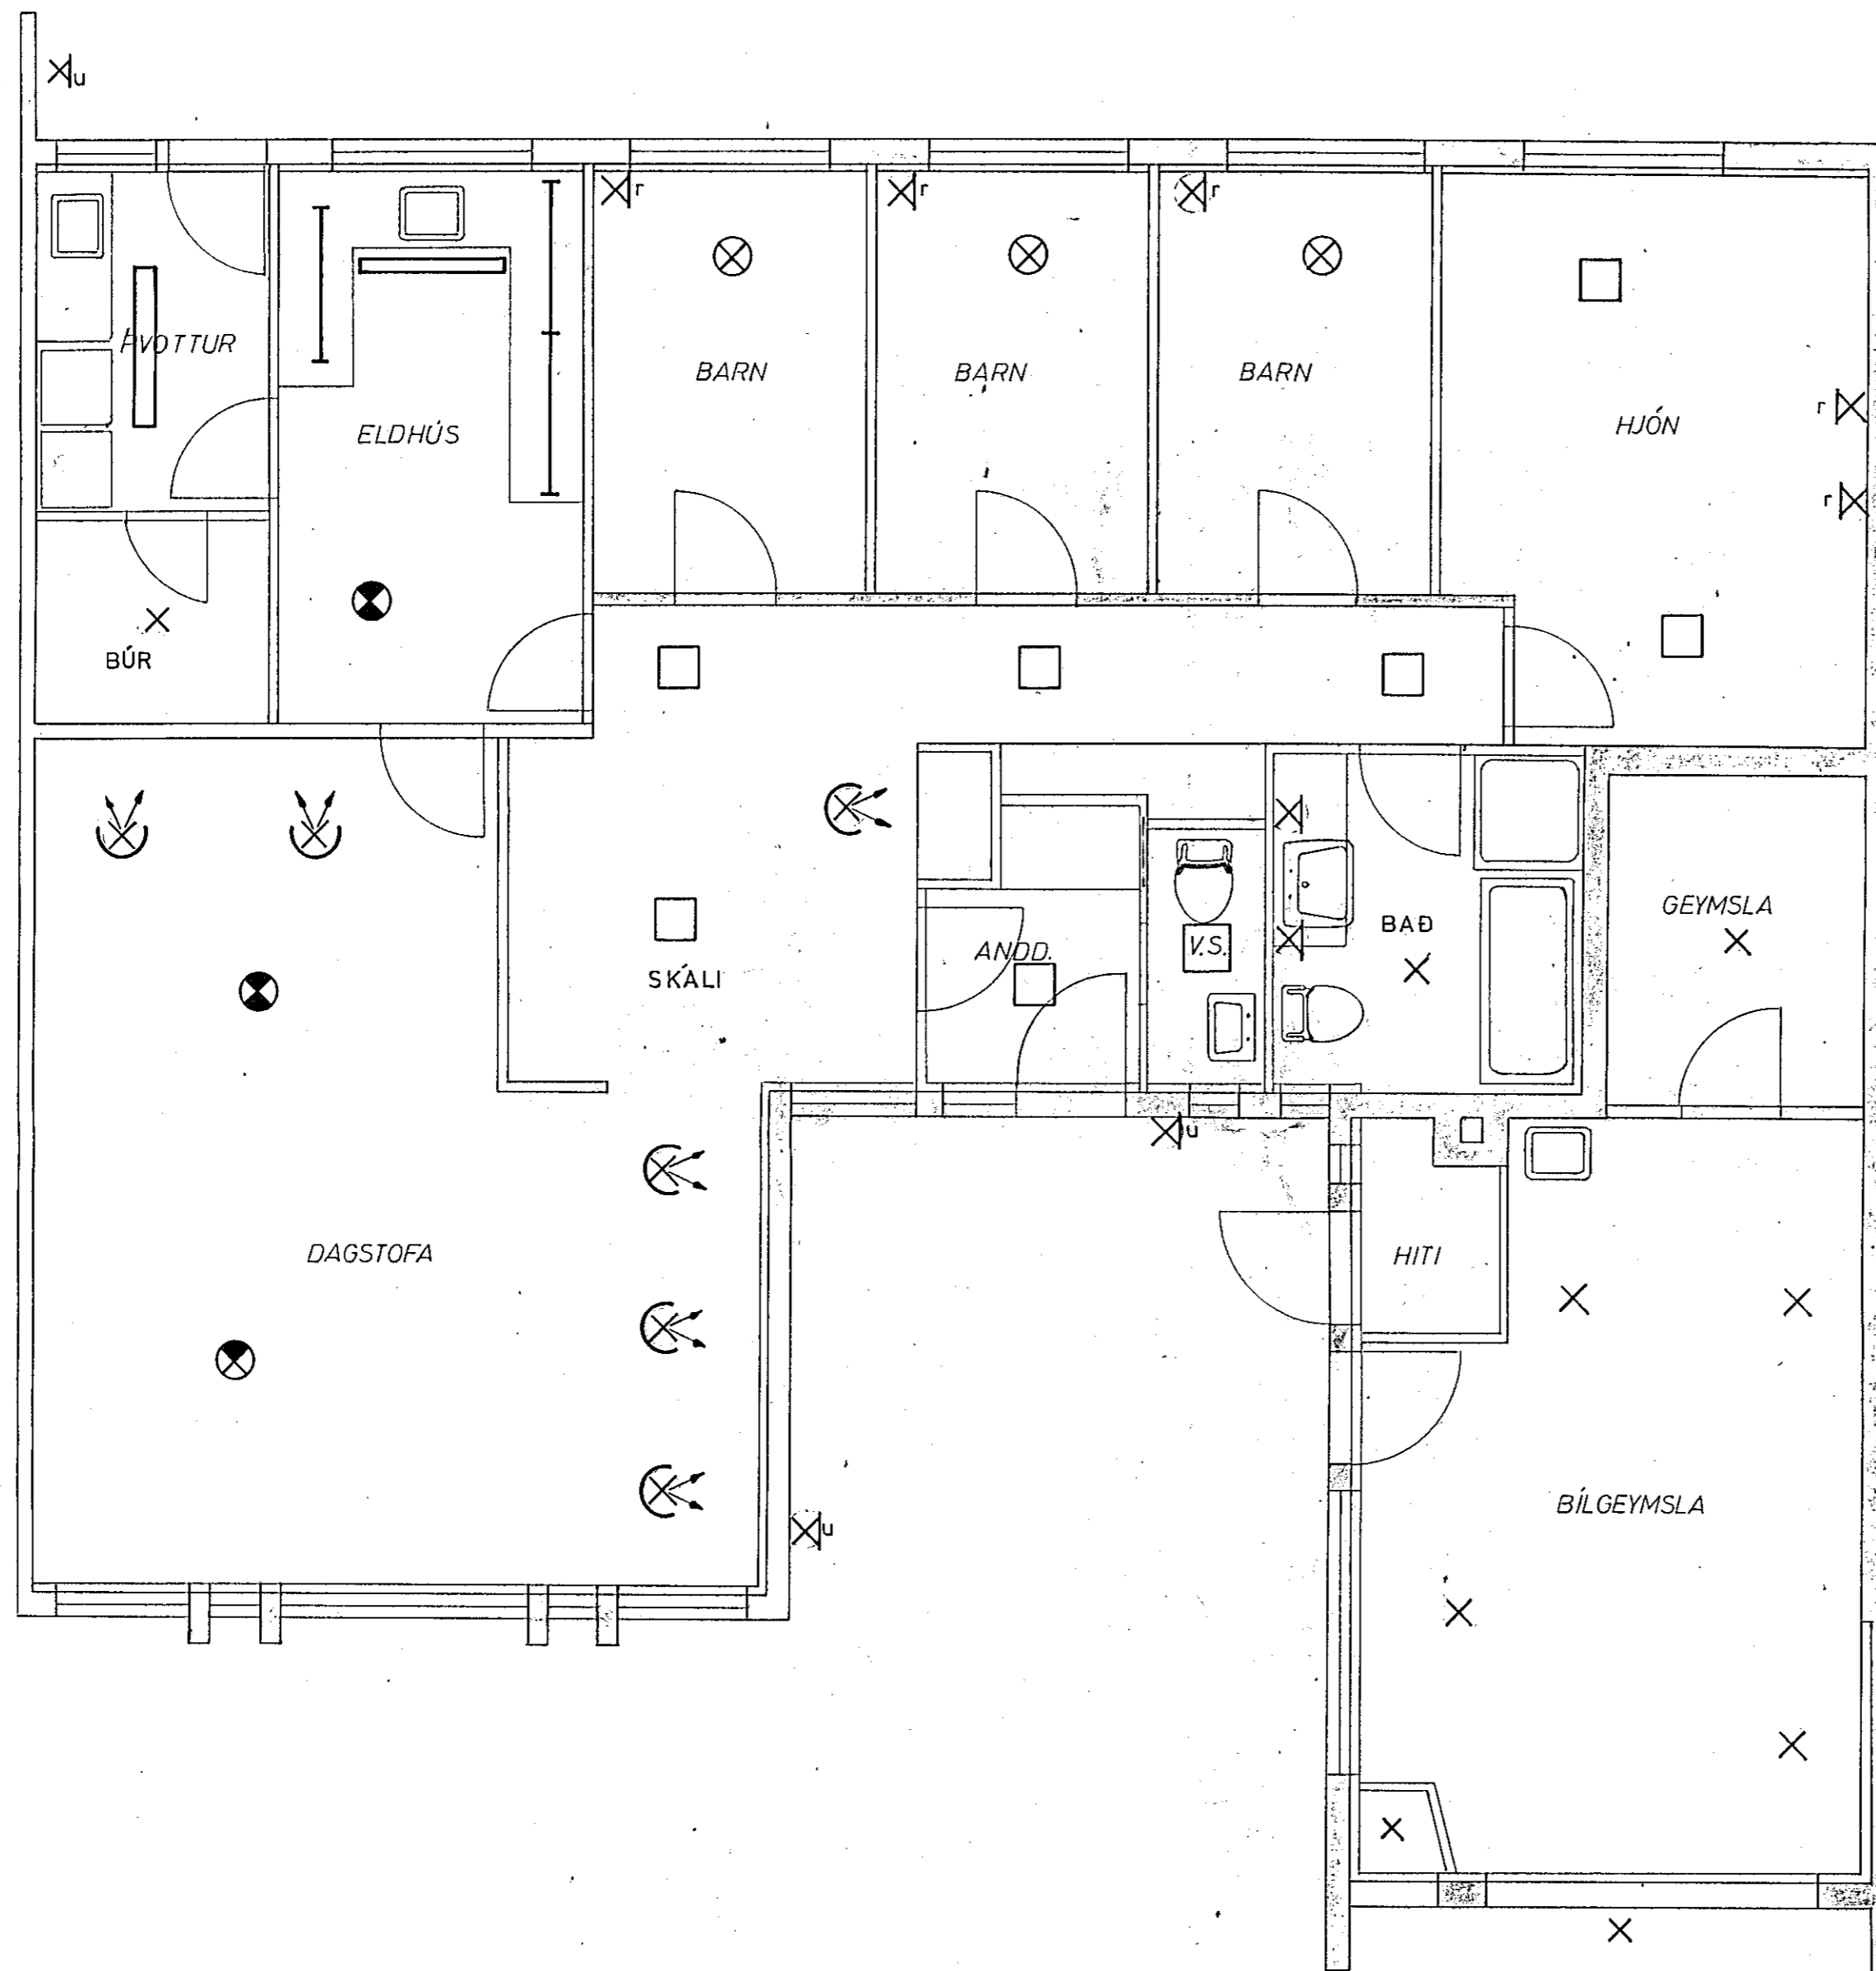 u
r
r
r
ÞVOTTUR
BARN
BARN
BARN
r
ELDHÚS
HJÓN
r
BÚR
GEYMSLA
BAÐ
V.S.
ANDD.
SKÁLI
u
DAGSTOFA
HITI
BÍLGEYMSLA
u